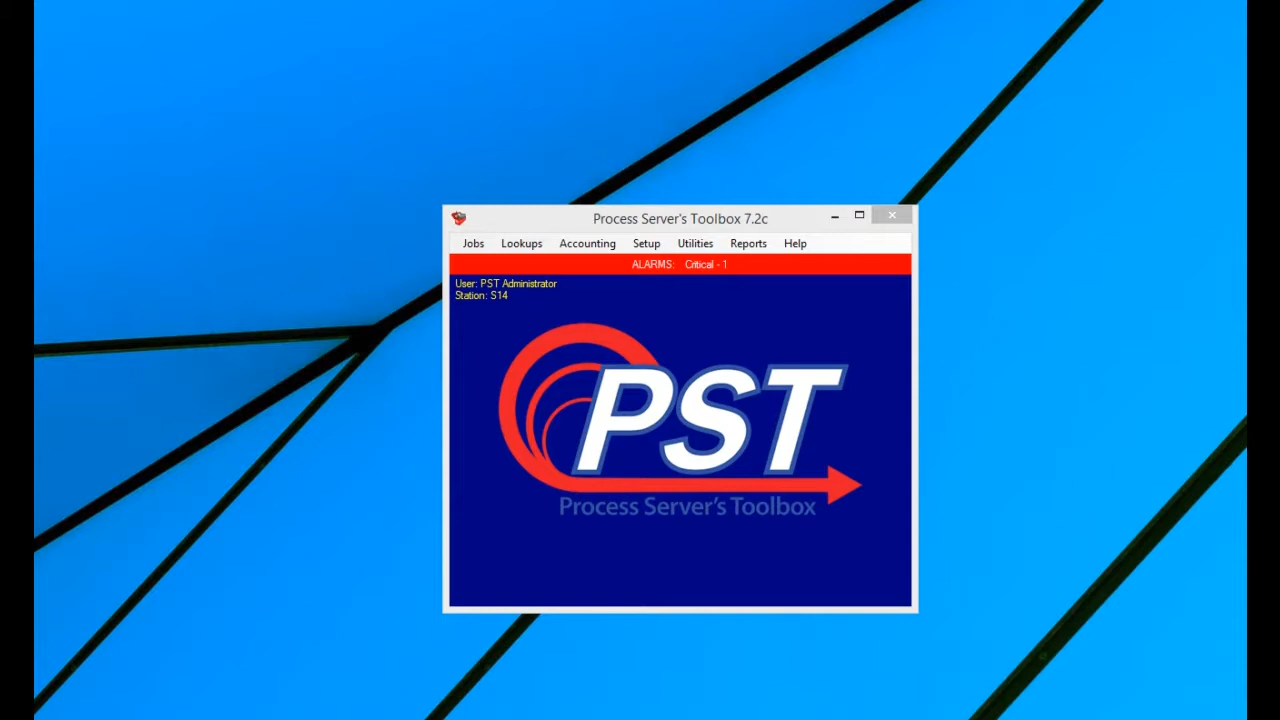 Process Server's Toolbox 7.2c
Jobs Lookups Accounting Setup Utilities Reports Help
ALARMS: Critical - 1
User: PST Administrator
Station: S14
PST
Process Server's Toolbox